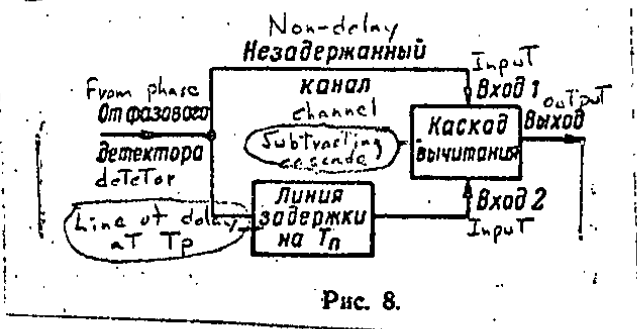 Non-delay
Незадержанный
канал
channel
Input
Вход 1
output
Выход
From phase
От фазового
детектора
deTeTor
Subtracting
cascade
Каскад
вычитания
Line of delay
aT Tp
Линия
задержки
на Тп
Вход 2
InpuT
Рис. 8.